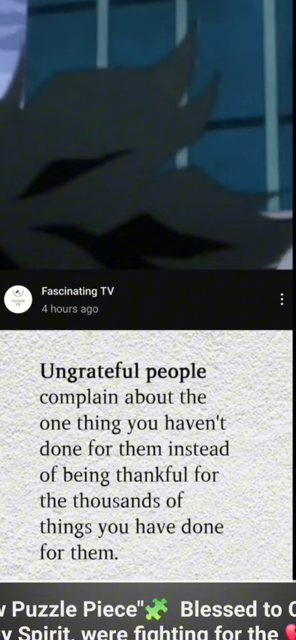 Fascinating TV
4 hours ago
Ungrateful people
complain about the
one thing you haven't
done for them instead
of being thankful for
the thousands of
things you have done
for them.
Puzzle Piece"🧩 Blessed to
Spirit, were fighting for the